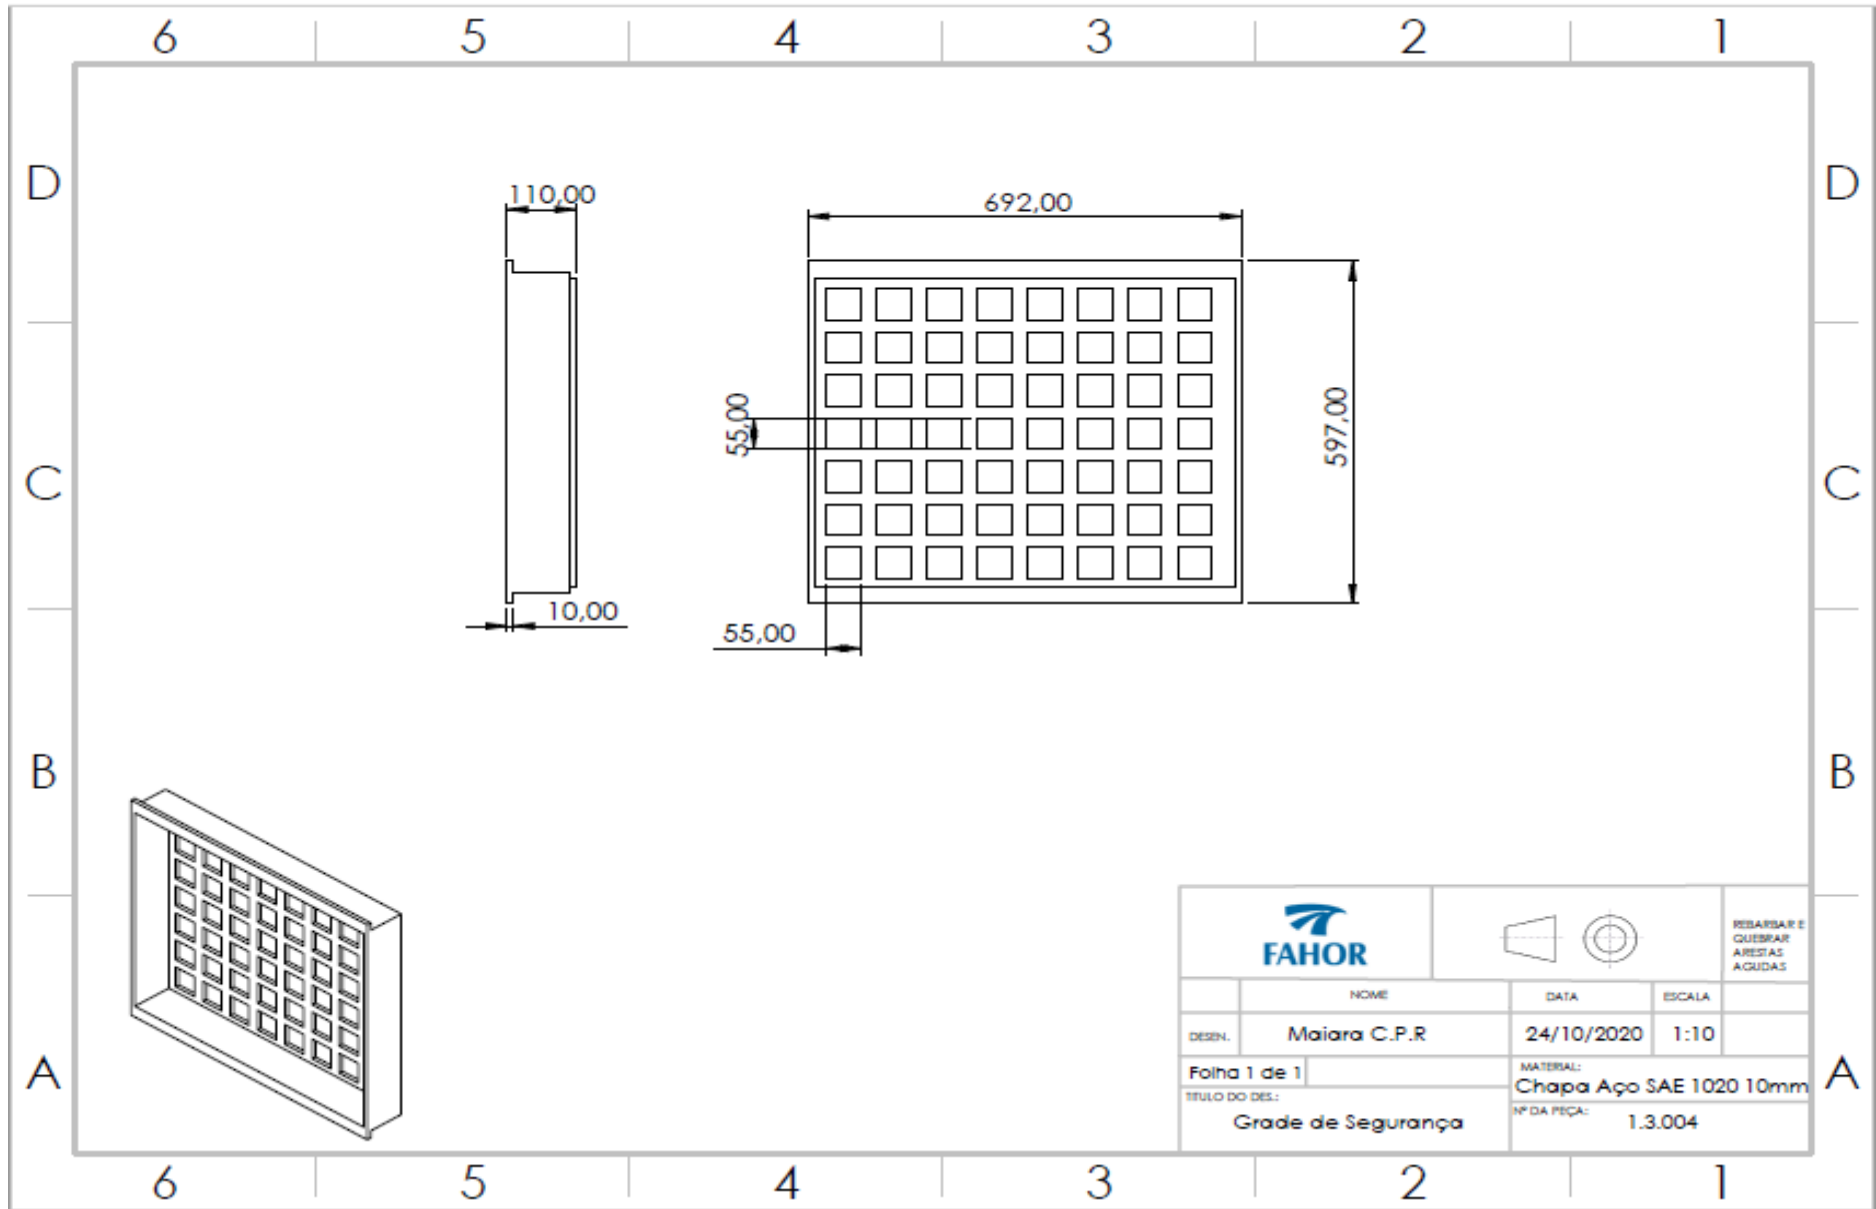 6 5 4 3 2 1
D D
110,00
692,00
55,00
597,00
C C
10,00
55,00
B B
FAHOR
REBARBAR E
QUEBRAR
ARESTAS
AGUDAS
NOME DATA ESCALA
DESEN. Maiara C.P.R 24/10/2020 1:10
Folha 1 de 1
MATERIAL:
Chapa Aço SAE 1020 10mm
TITULO DO DES.:
Grade de Segurança
Nº DA PEÇA: 1.3.004
A A
6 5 4 3 2 1